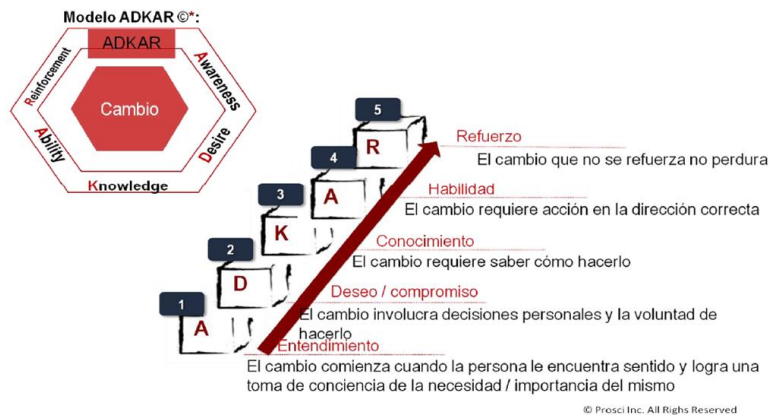 Modelo ADKAR ©*:
ADKAR
Reinforcement
Awareness
Cambio
Ability
Desire
Knowledge
5
R
Refuerzo
El cambio que no se refuerza no perdura
4
A
Habilidad
El cambio requiere acción en la dirección correcta
3
K
Conocimiento
El cambio requiere saber cómo hacerlo
2
D
Deseo / compromiso
El cambio involucra decisiones personales y la voluntad de
hacerlo
1
A
Entendimiento
El cambio comienza cuando la persona le encuentra sentido y logra una
toma de conciencia de la necesidad / importancia del mismo
© Prosci Inc. All Righs Reserved